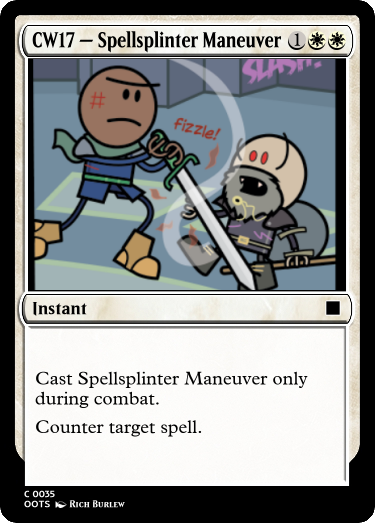 CW17 — Spellsplinter Maneuver 1
SLASH!
fizzle!
Instant
Cast Spellsplinter Maneuver only
during combat.
Counter target spell.
C 0035
OOTS Rich Burlew